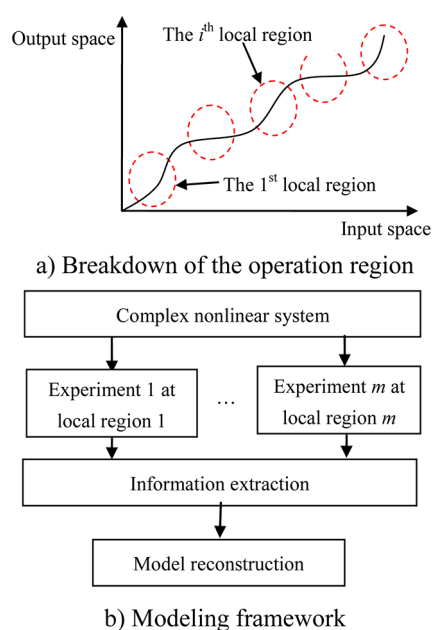 Output space
The iᵗʰ local region
The 1ˢᵗ local region
Input space
a) Breakdown of the operation region
Complex nonlinear system
Experiment 1 at
local region 1
…
Experiment m at
local region m
Information extraction
Model reconstruction
b) Modeling framework